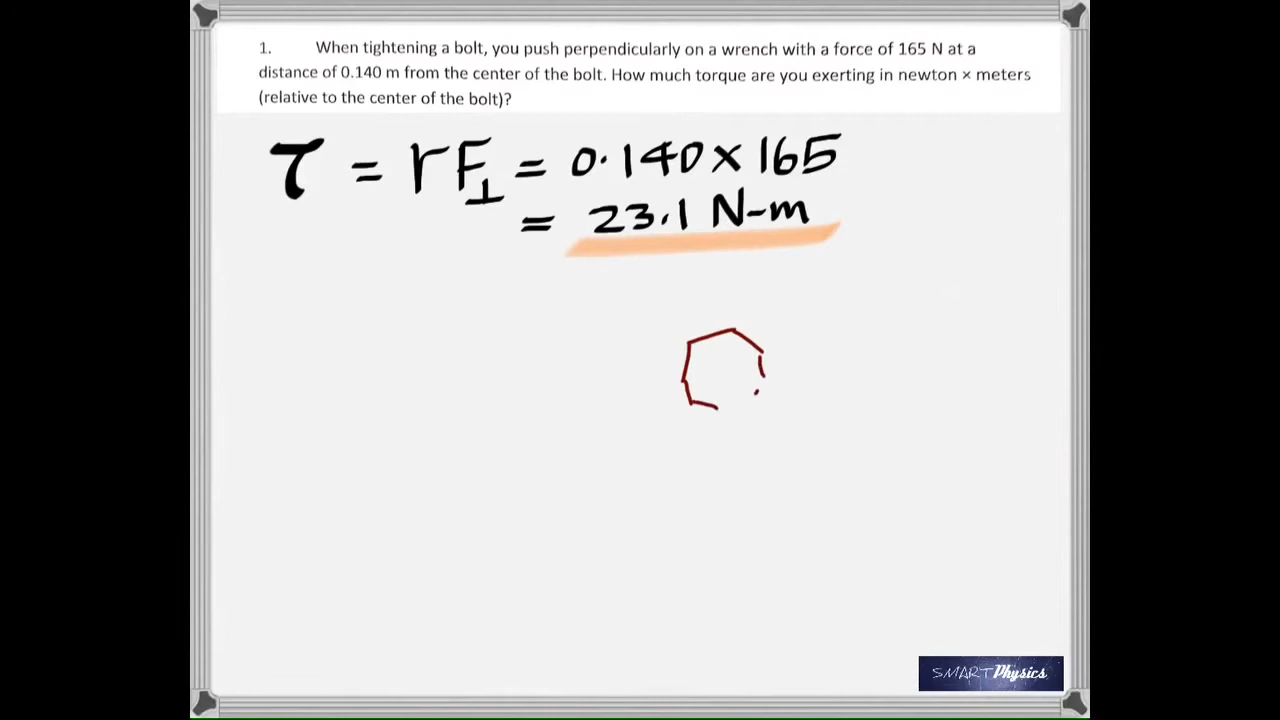 1. When tightening a bolt, you push perpendicularly on a wrench with a force of 165 N at a
distance of 0.140 m from the center of the bolt. How much torque are you exerting in newton × meters
(relative to the center of the bolt)?
τ = rF⊥ = 0.140 × 165
= 23.1 N-m
SMARTPhysics